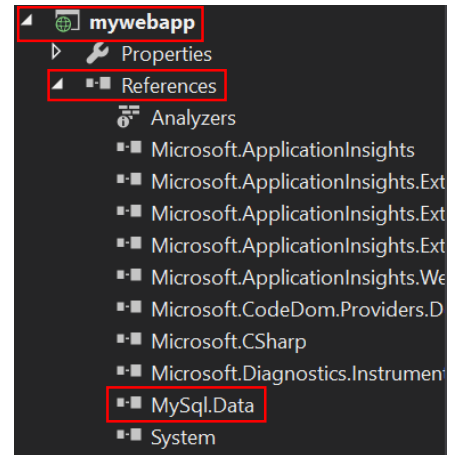 mywebapp
Properties
References
Analyzers
Microsoft.ApplicationInsights
Microsoft.ApplicationInsights.Ext
Microsoft.ApplicationInsights.Ext
Microsoft.ApplicationInsights.Ext
Microsoft.ApplicationInsights.We
Microsoft.CodeDom.Providers.D
Microsoft.CSharp
Microsoft.Diagnostics.Instrumen
MySql.Data
System